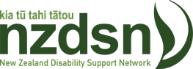 kia tū tahi tātou
nzdsn
New Zealand Disability Support Network